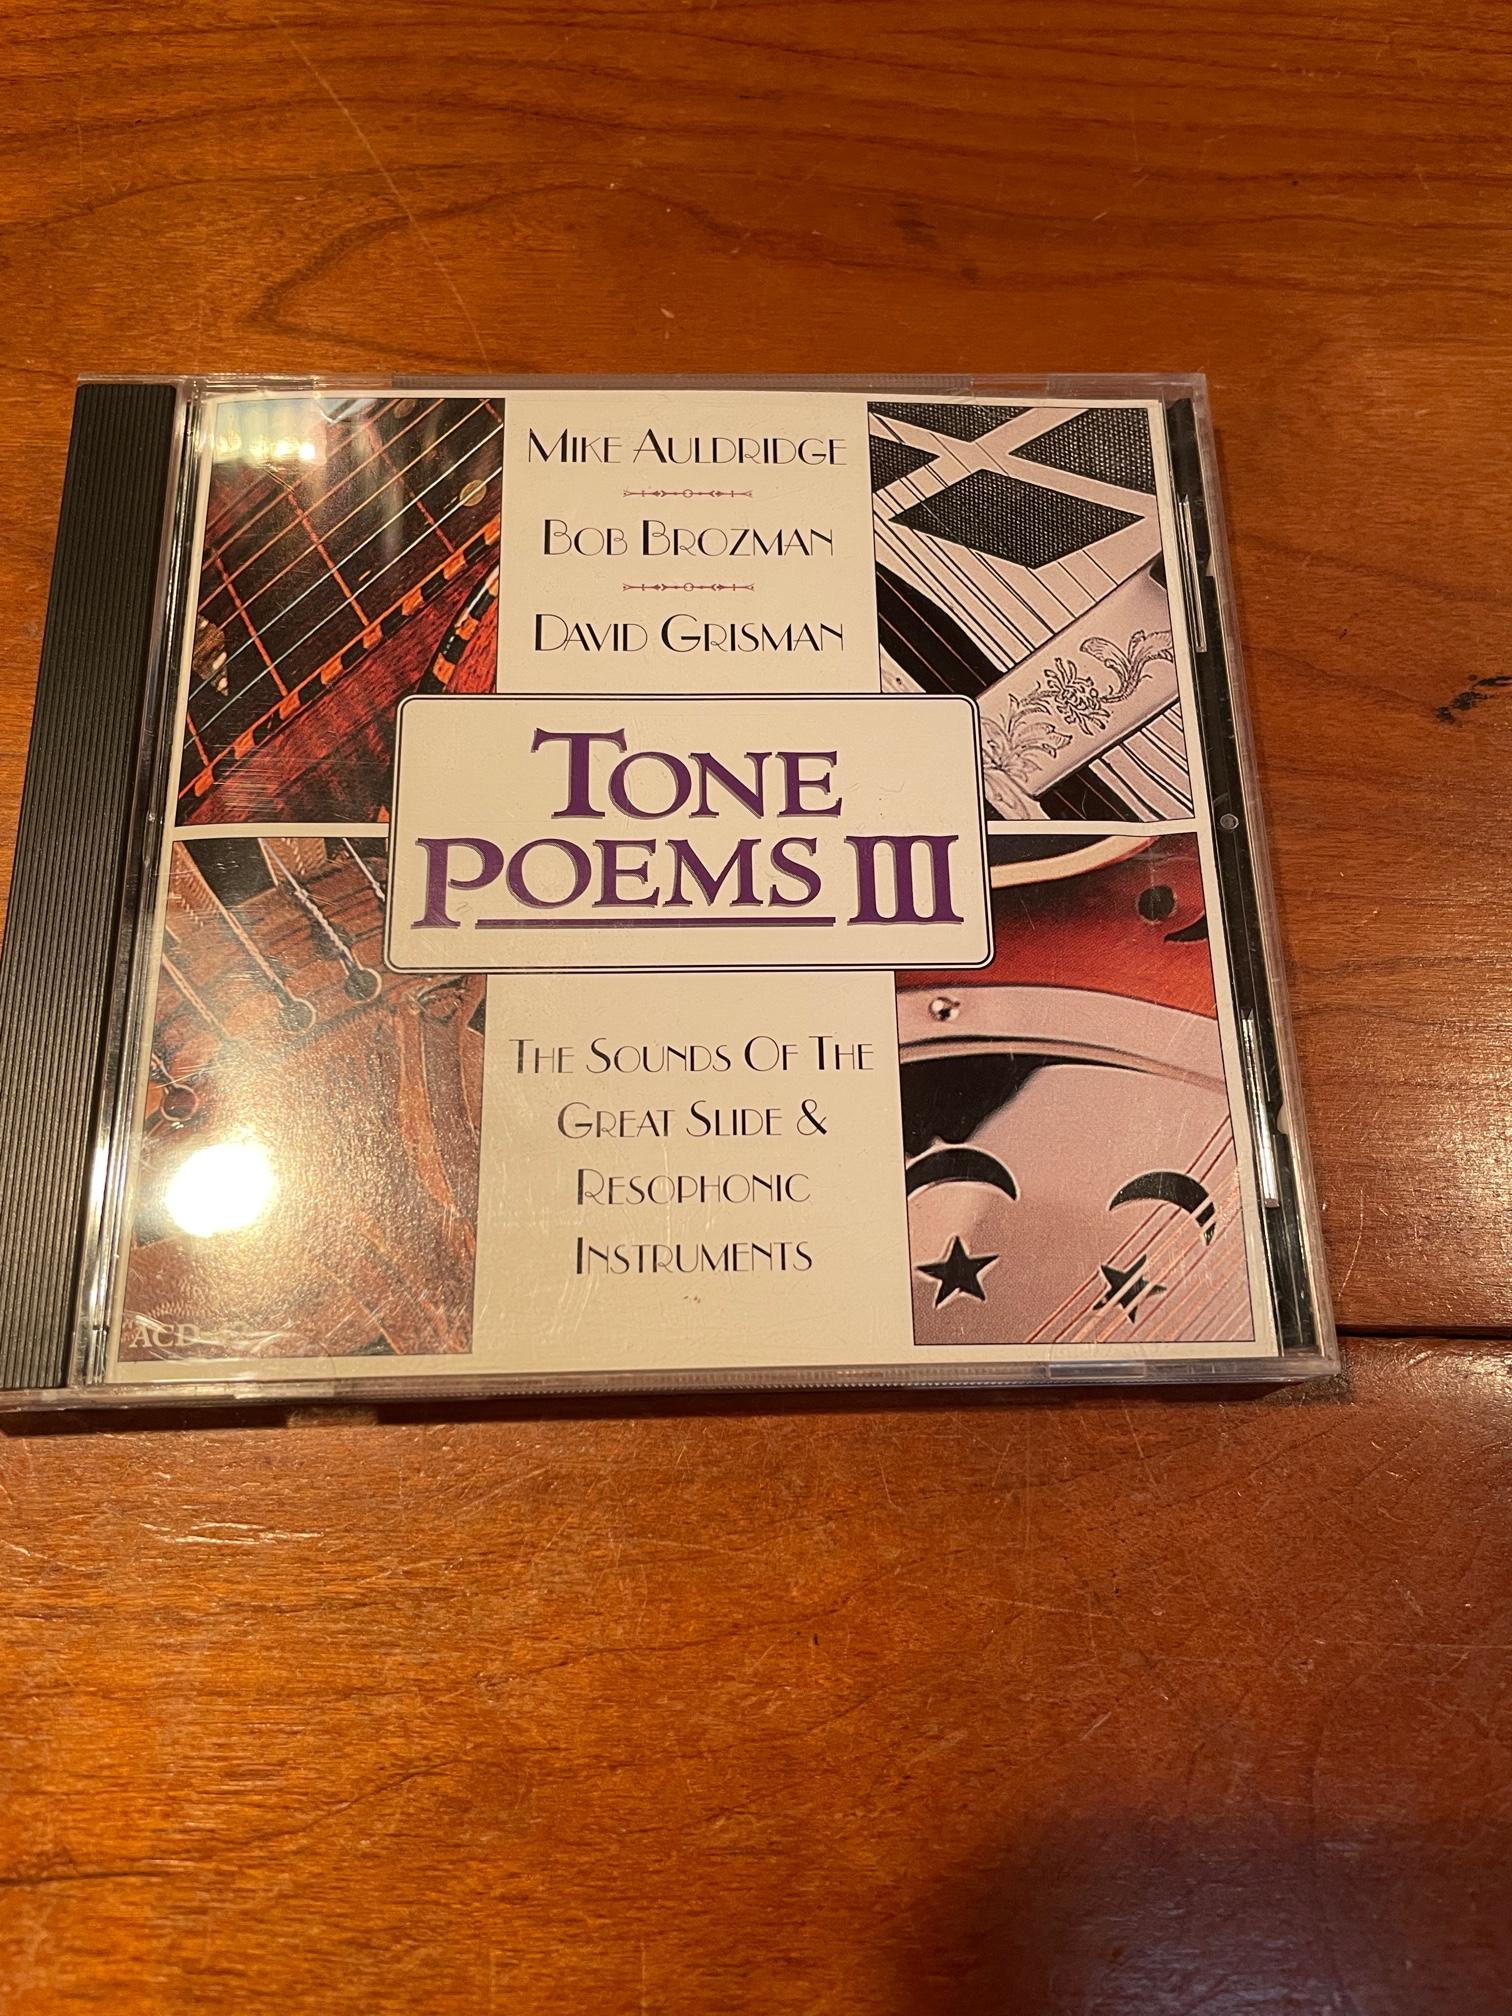 Mike Auldridge
Bob Brozman
David Grisman
Tone
Poems III
The Sounds Of The
Great Slide &
Resophonic
Instruments